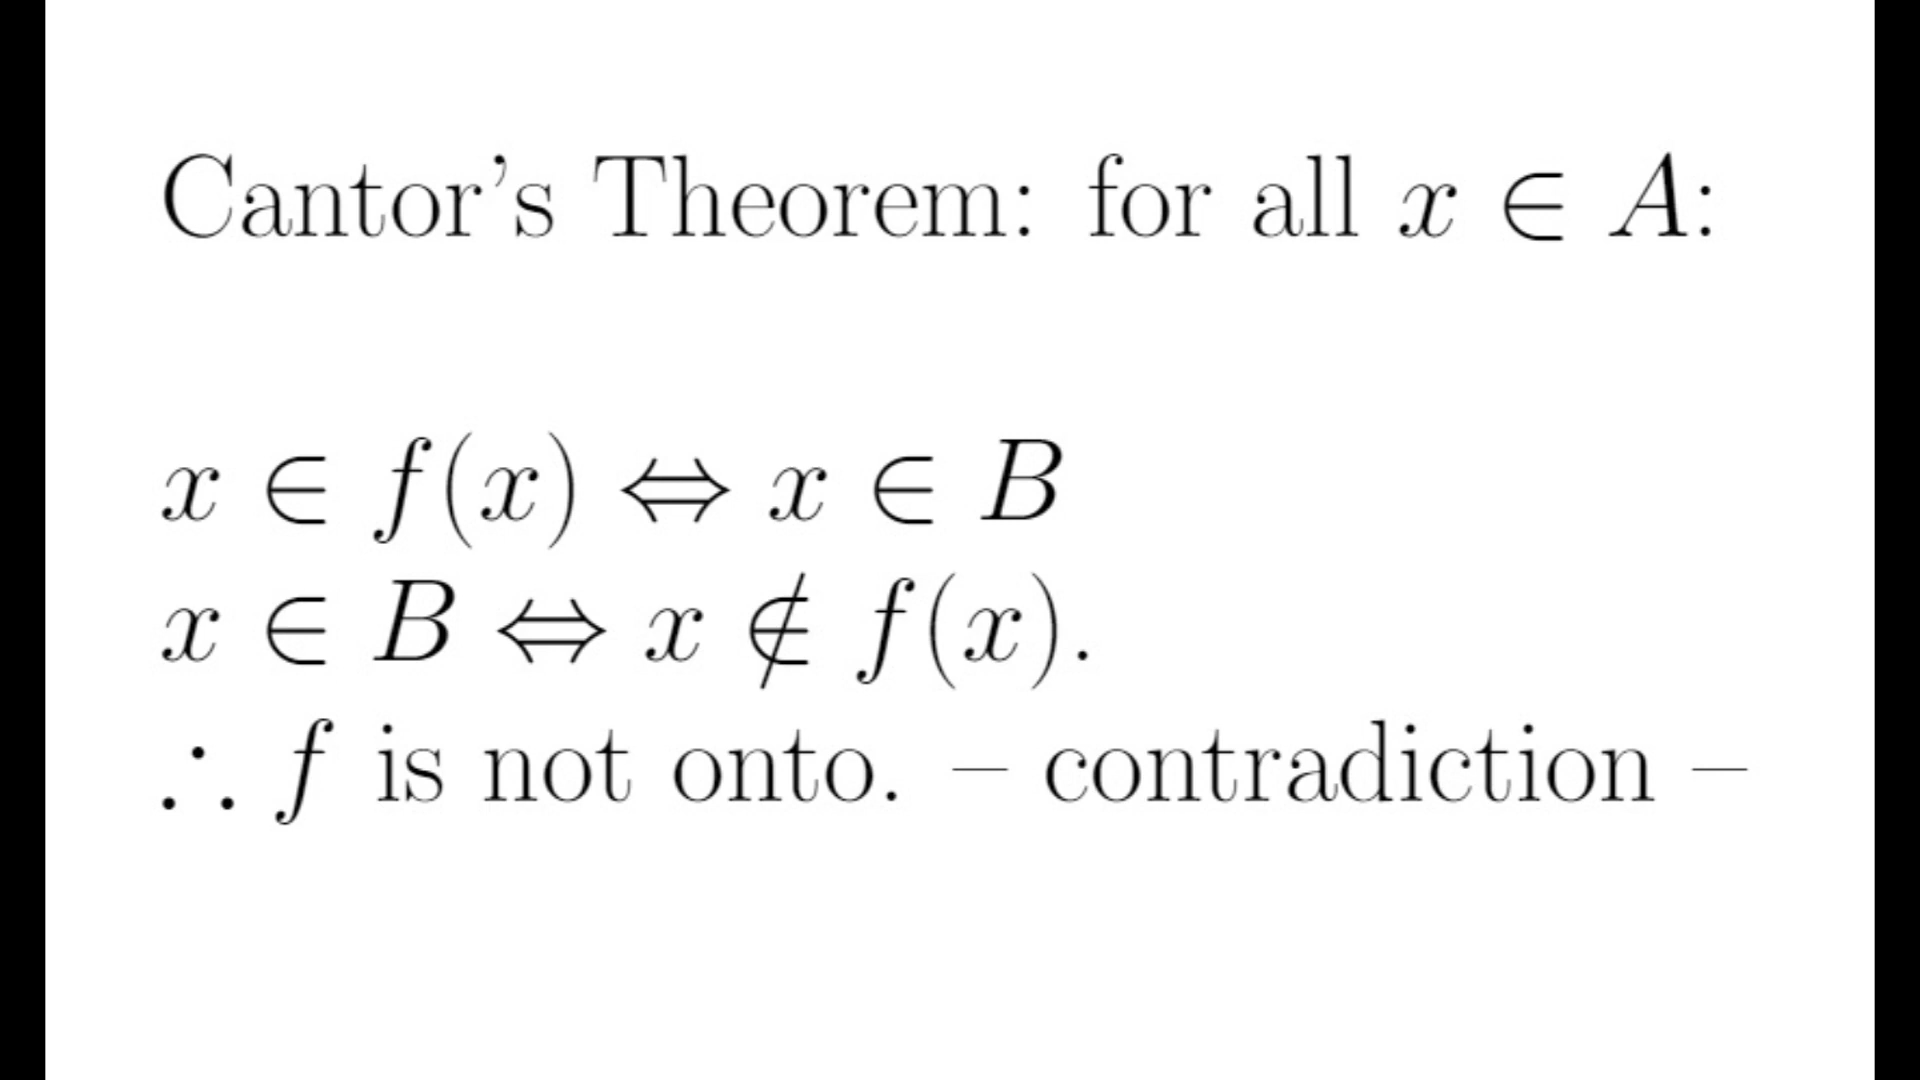 Cantor’s Theorem: for all x ∈ A:
x ∈ f(x) ⇔ x ∈ B
x ∈ B ⇔ x ∉ f(x).
∴ f is not onto. – contradiction –